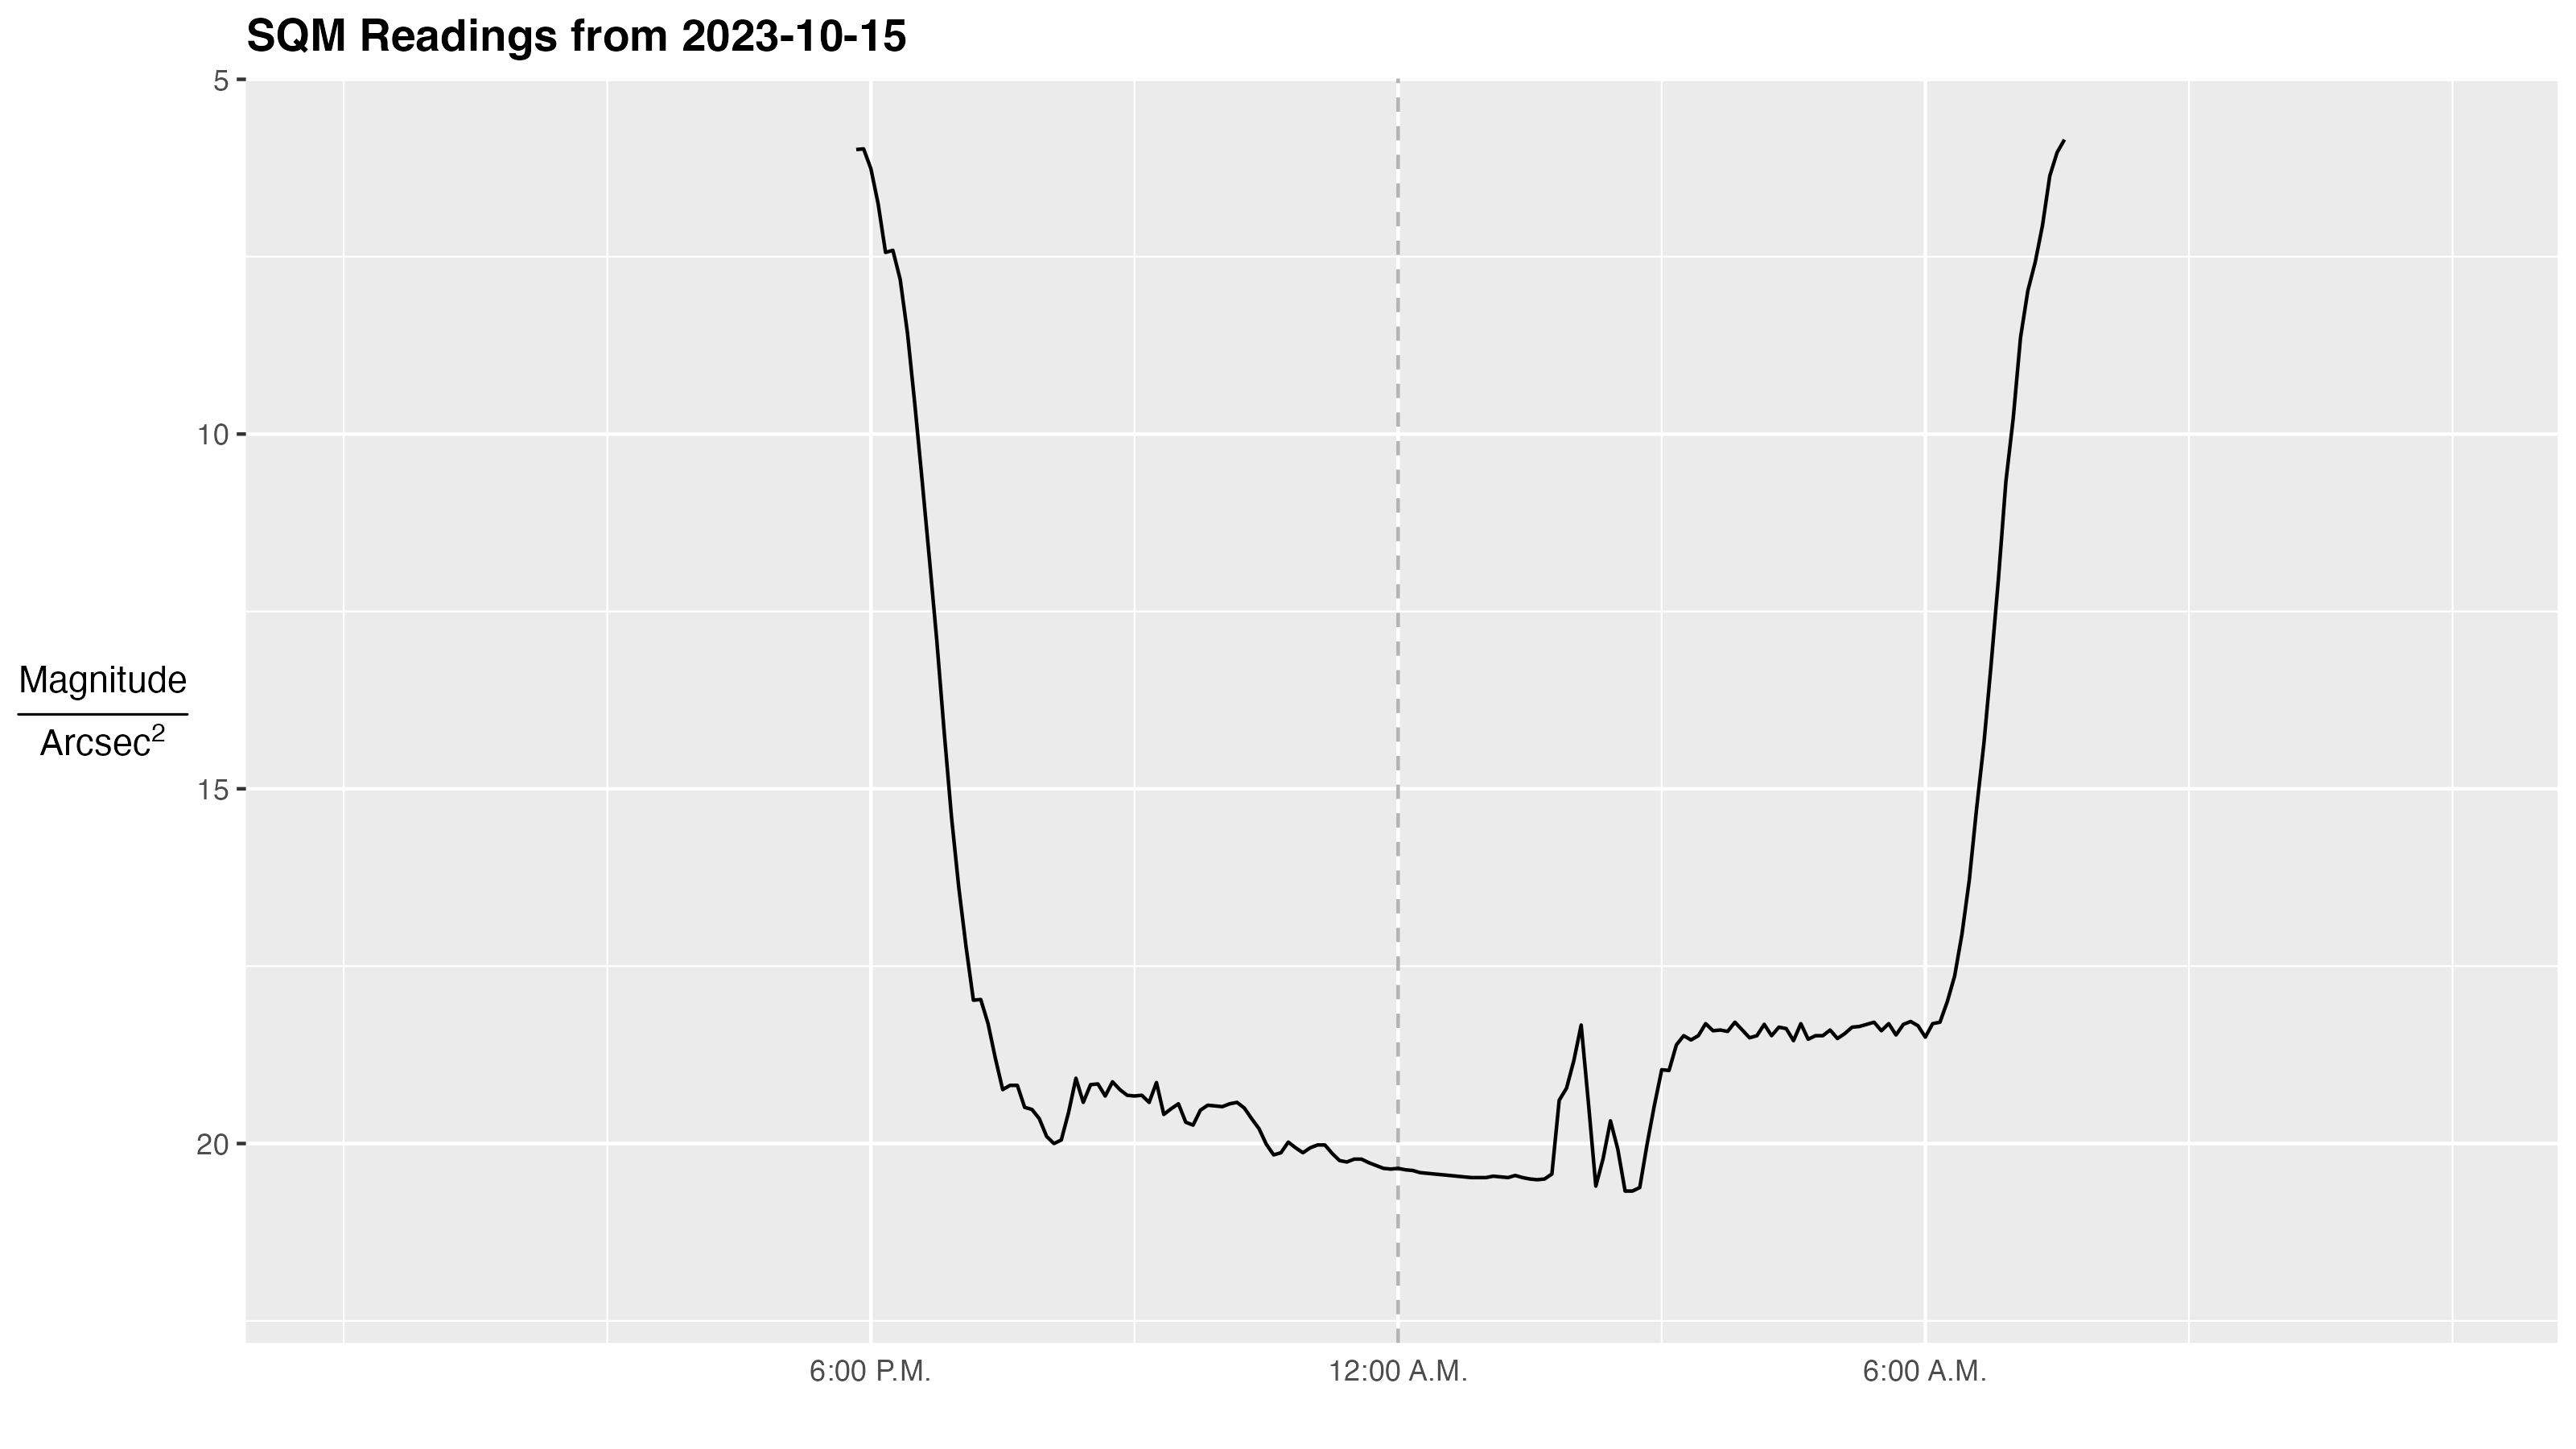 SQM Readings from 2023-10-15
5
10
15
20
Magnitude
Arcsec²
6:00 P.M.
12:00 A.M.
6:00 A.M.